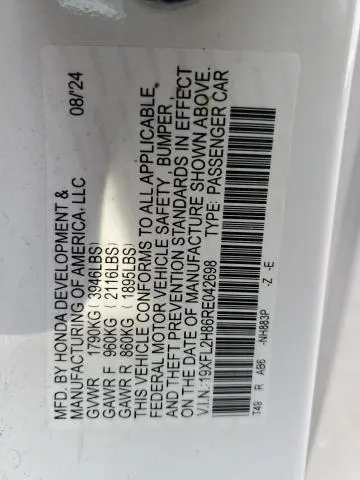 MFD. BY HONDA DEVELOPMENT & 08/24
MANUFACTURING OF AMERICA, LLC
GVWR 1790KG ( 3946LBS)
GAWR F 960KG ( 2116LBS)
GAWR R 860KG ( 1895LBS)
THIS VEHICLE CONFORMS TO ALL APPLICABLE
FEDERAL MOTOR VEHICLE SAFETY, BUMPER,
AND THEFT PREVENTION STANDARDS IN EFFECT
ON THE DATE OF MANUFACTURE SHOWN ABOVE.
V.I.N.:19XFL2H86RE042698 TYPE: PASSENGER CAR
T49 R AB6 -NH883P -Z -E